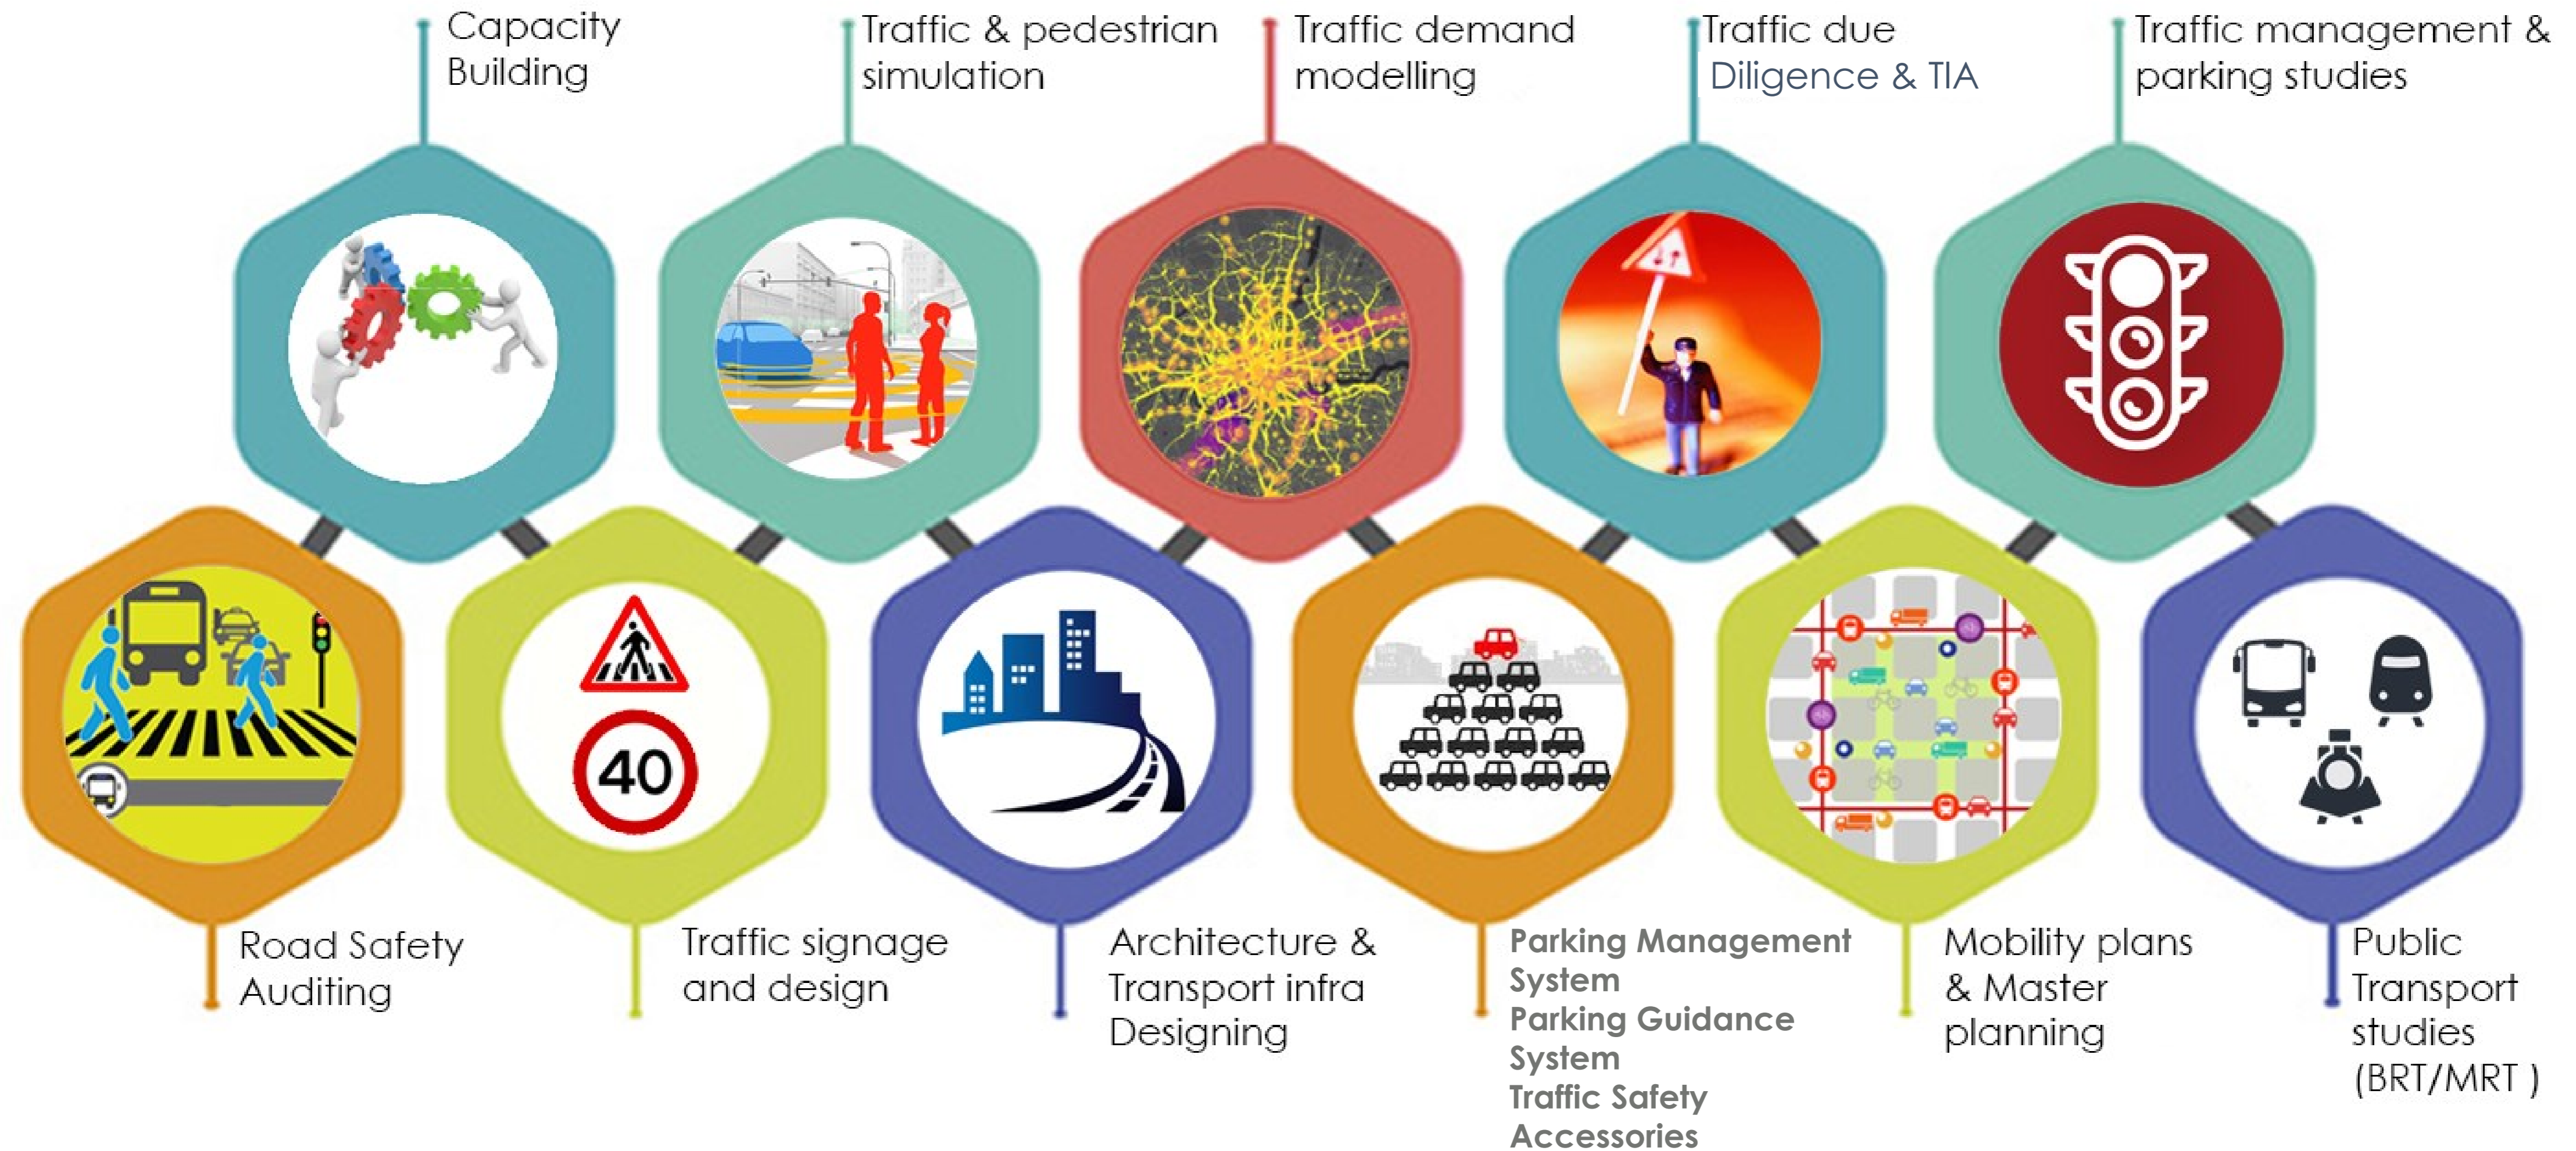 Capacity
Building
Traffic & pedestrian
simulation
Traffic demand
modelling
Traffic due
Diligence & TIA
Traffic management &
parking studies
40
Road Safety
Auditing
Traffic signage
and design
Architecture &
Transport infra
Designing
Parking Management
System
Parking Guidance
System
Traffic Safety
Accessories
Mobility plans
& Master
planning
Public
Transport
studies
(BRT/MRT )